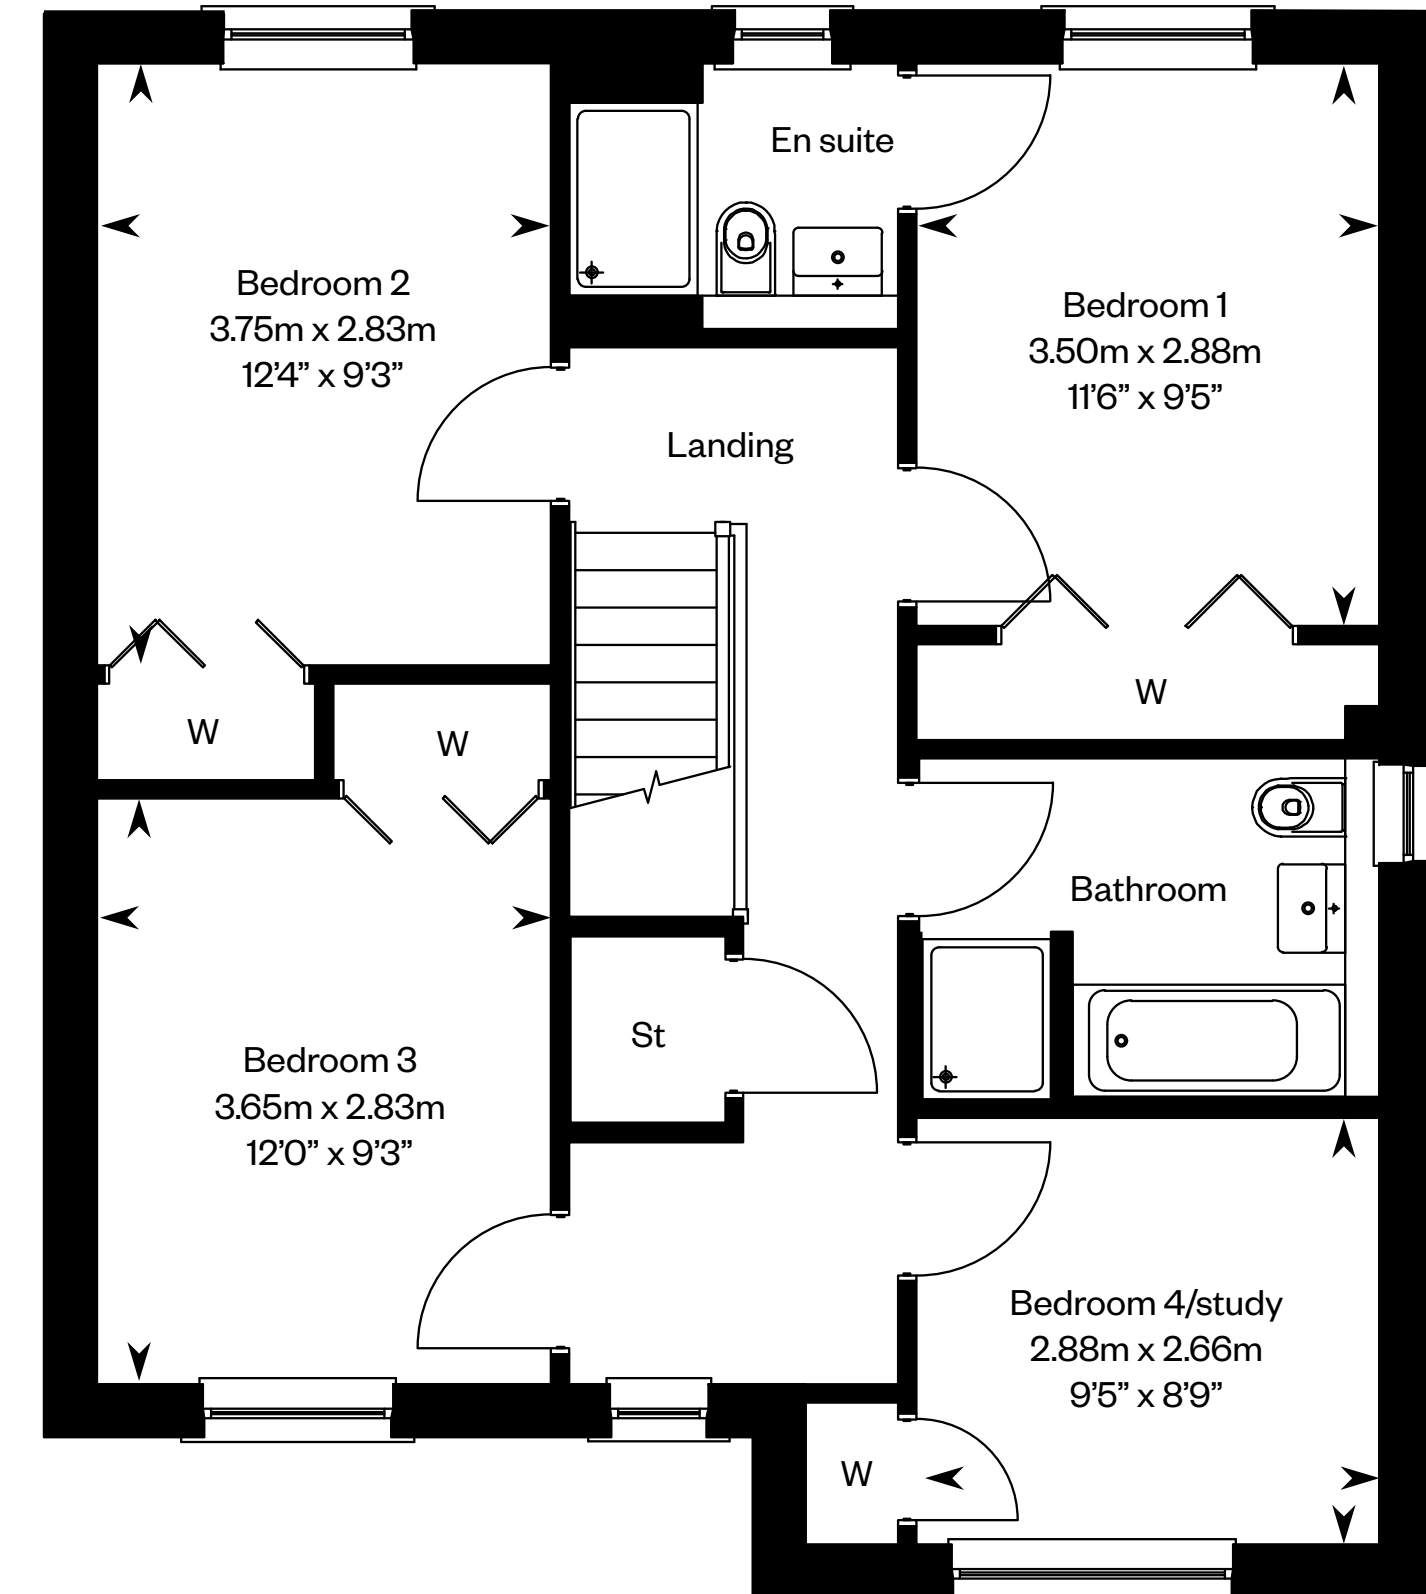 En suite
Bedroom 2
3.75m x 2.83m
12’4” x 9’3”
Bedroom 1
3.50m x 2.88m
11’6” x 9’5”
Landing
W
W
W
Bathroom
St
Bedroom 3
3.65m x 2.83m
12’0” x 9’3”
Bedroom 4/study
2.88m x 2.66m
9’5” x 8’9”
W